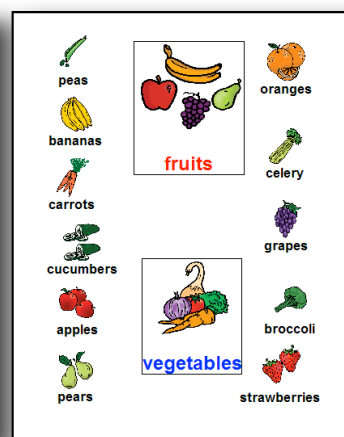 peas
bananas
carrots
cucumbers
apples
pears
fruits
vegetables
oranges
celery
grapes
broccoli
strawberries